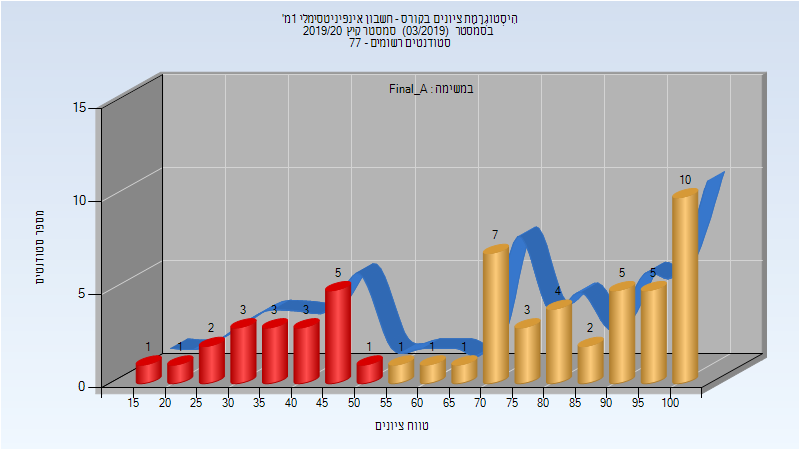 היסטוגרמת ציונים בקורס - חשבון אינפיניטסימלי 1מ'
בסמסטר (03/2019) סמסטר קיץ 2019/20
סטודנטים רשומים - 77
במשימה : Final_A
מספר סטודנטים
15
10
5
0
1 1 2 3 3 3 5 1 1 1 1 7 3 4 2 5 5 10
15 20 25 30 35 40 45 50 55 60 65 70 75 80 85 90 95 100
טווח ציונים